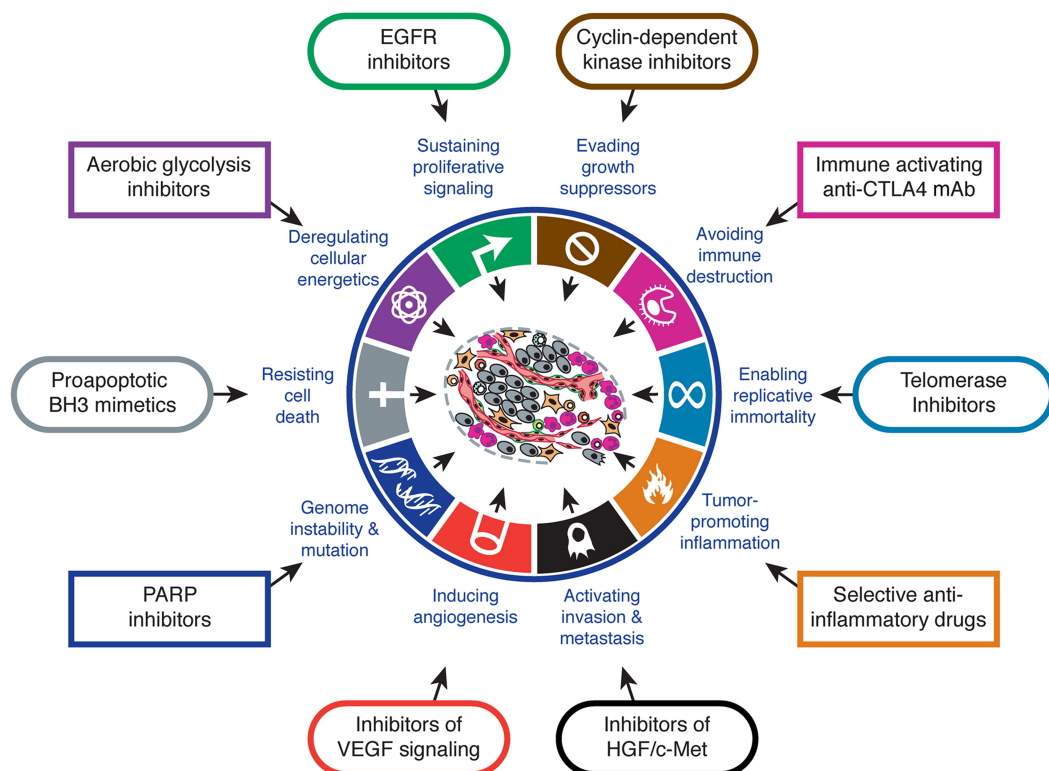 EGFR
inhibitors
Cyclin-dependent
kinase inhibitors
Sustaining
proliferative
signaling
Evading
growth
suppressors
Aerobic glycolysis
inhibitors
Immune activating
anti-CTLA4 mAb
Deregulating
cellular
energetics
Avoiding
immune
destruction
Proapoptotic
BH3 mimetics
Resisting
cell
death
Enabling
replicative
immortality
Telomerase
Inhibitors
Genome
instability &
mutation
Tumor-
promoting
inflammation
PARP
inhibitors
Inducing
angiogenesis
Activating
invasion &
metastasis
Selective anti-
inflammatory drugs
Inhibitors of
VEGF signaling
Inhibitors of
HGF/c-Met